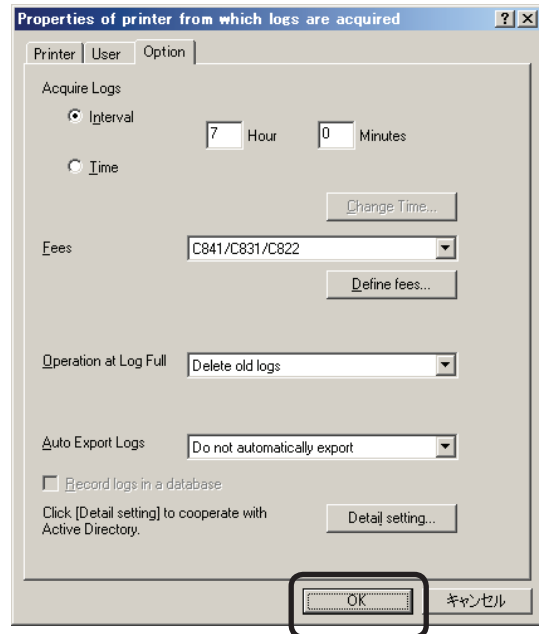 Properties of printer from which logs are acquired
Printer User Option
Acquire Logs
Interval 7 Hour 0 Minutes
Time
Change Time...
Fees C841/C831/C822
Define fees...
Operation at Log Full Delete old logs
Auto Export Logs Do not automatically export
Record logs in a database
Click [Detail setting] to cooperate with
Active Directory.
Detail setting...
OK キャンセル